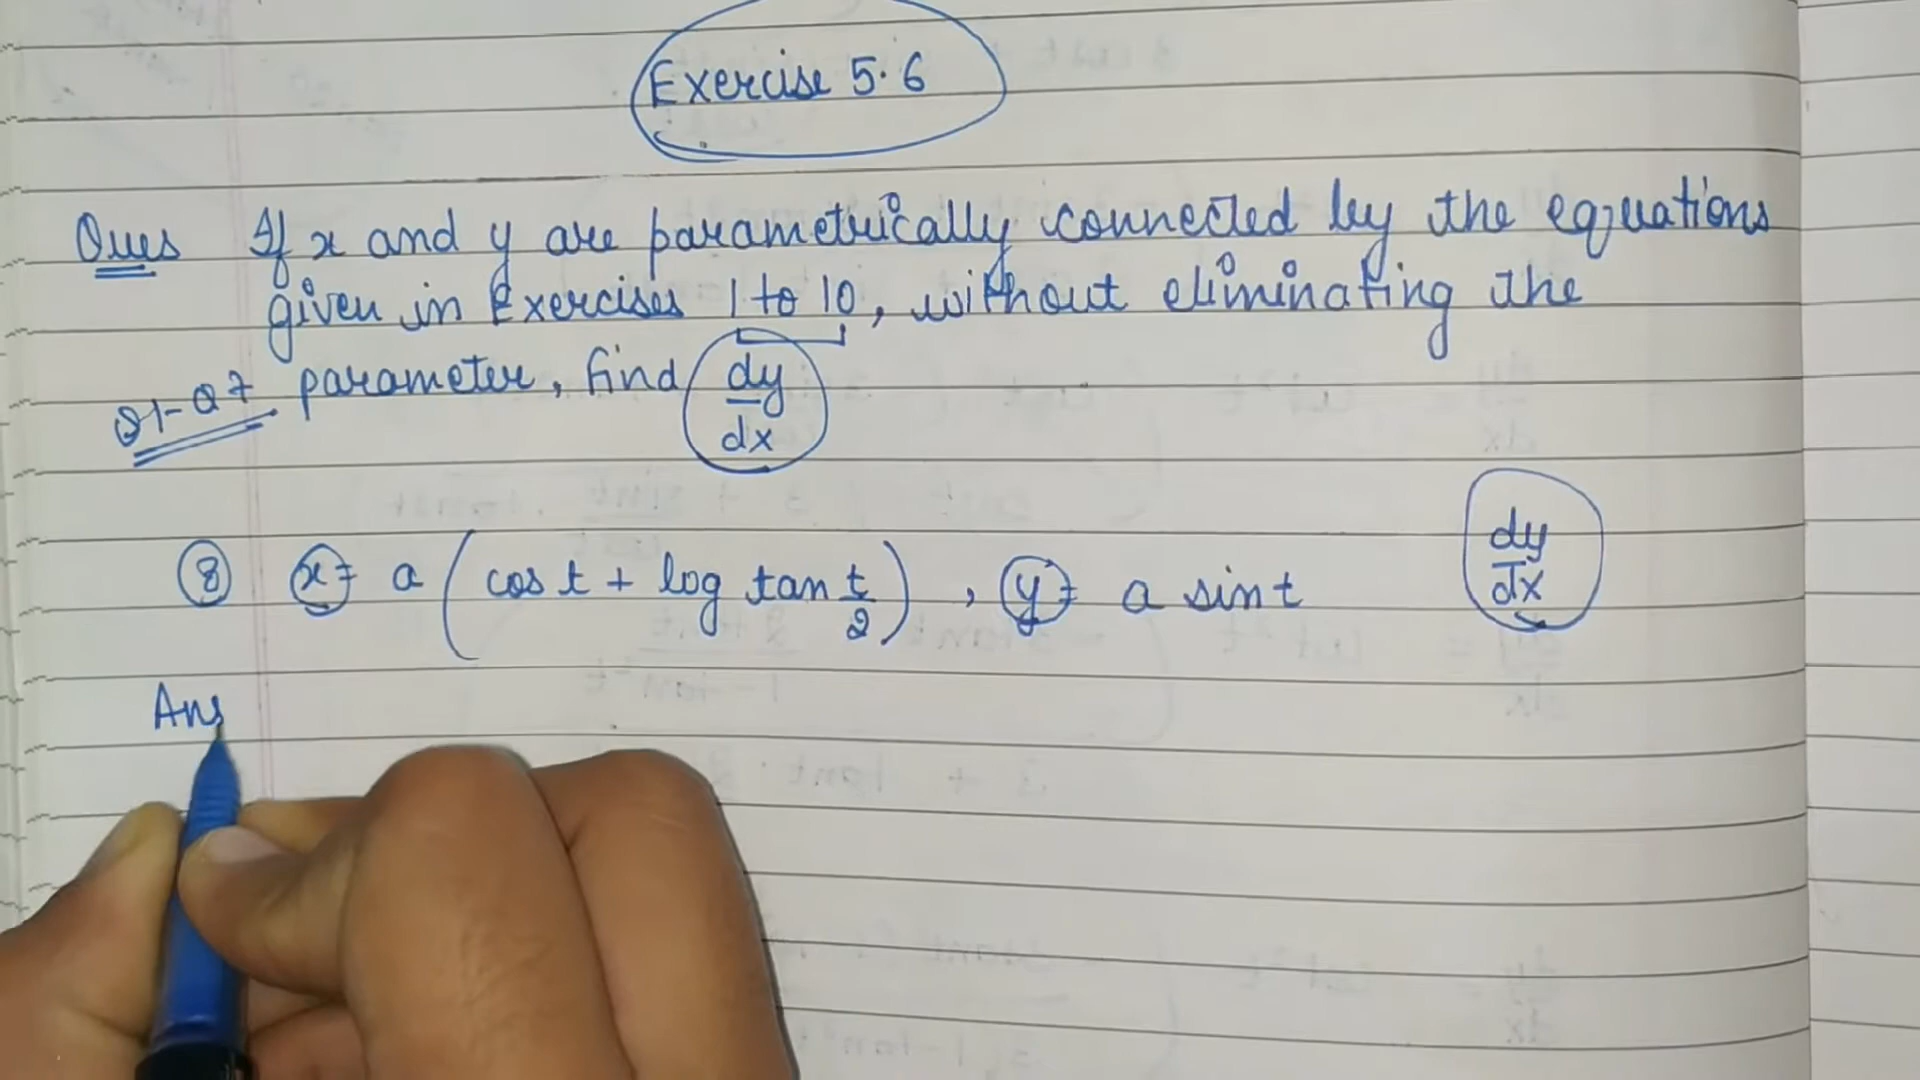 Exercise 5.6
Ques If x and y are parametrically connected by the equations
given in Exercises 1 to 10, without eliminating the
Q1-Q7 parameter, find dy/dx
⑧ x = a (cos t + log tan t/2), y = a sin t dy/dx
Ans